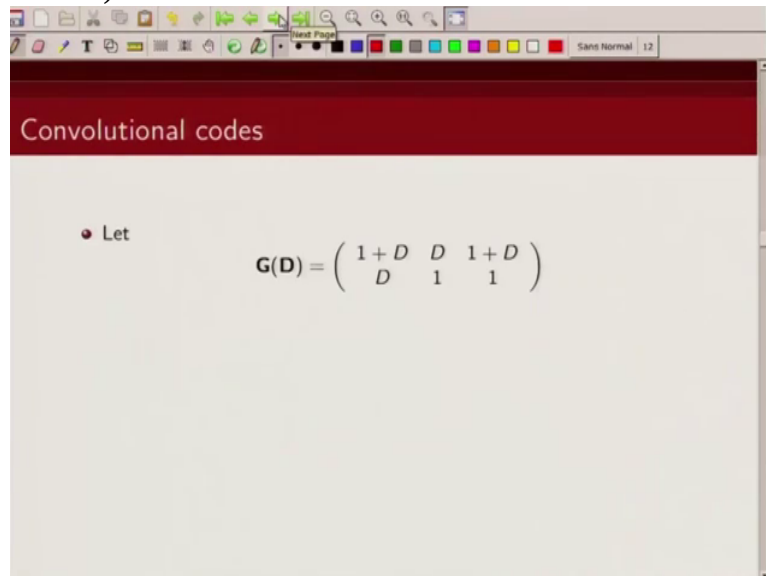 Next Page
T
Sans Normal 12
Convolutional codes
Let
G(D) = ( 1 + D D 1 + D
D 1 1 )